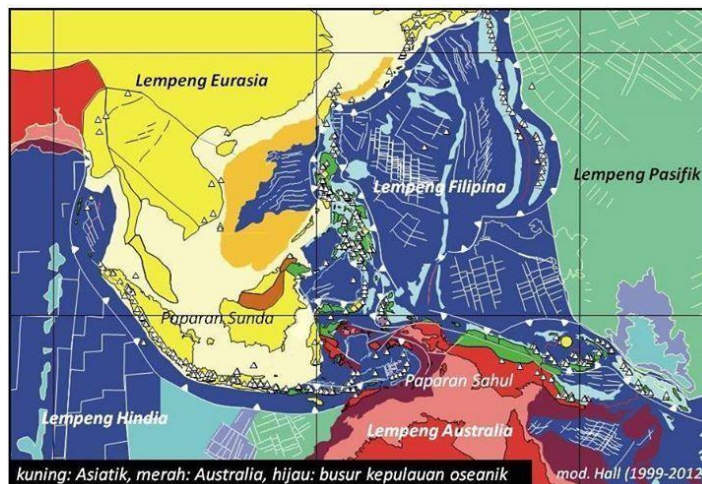 Lempeng Eurasia
Lempeng Pasifik
Lempeng Filipina
Paparan Sunda
Paparan Sahul
Lempeng Hindia
Lempeng Australia
kuning: Asiatik, merah: Australia, hijau: busur kepulauan oseanik
mod. Hall (1999-2012